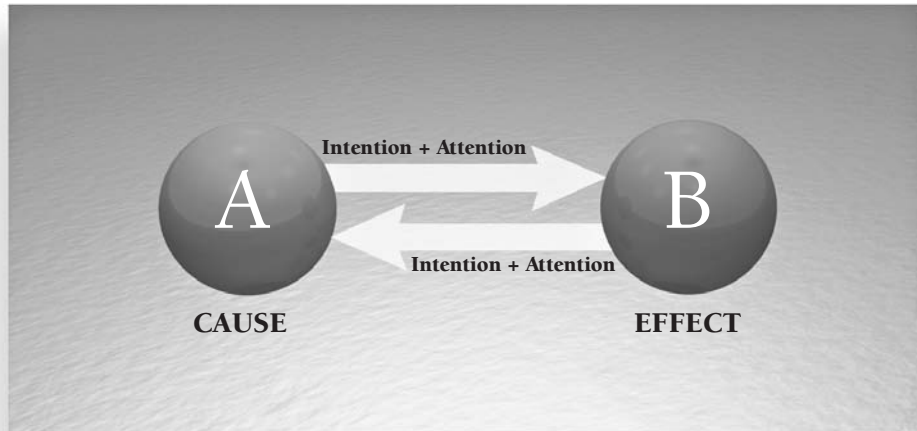 Intention + Attention
A
B
Intention + Attention
CAUSE
EFFECT